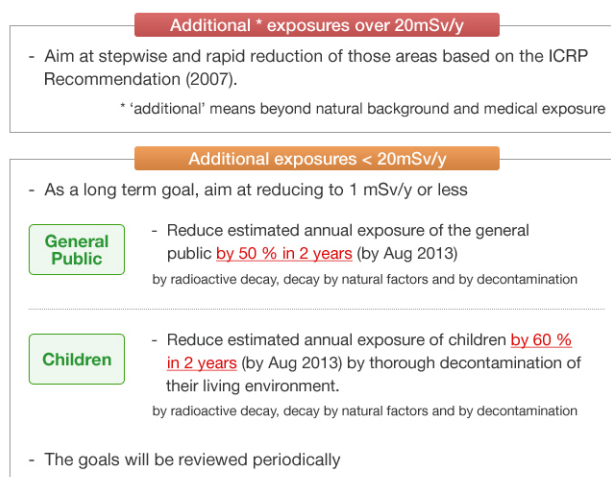 Additional * exposures over 20mSv/y
- Aim at stepwise and rapid reduction of those areas based on the ICRP
Recommendation (2007).
* ‘additional’ means beyond natural background and medical exposure
Additional exposures < 20mSv/y
- As a long term goal, aim at reducing to 1 mSv/y or less
General
Public
- Reduce estimated annual exposure of the general
public by 50 % in 2 years (by Aug 2013)
by radioactive decay, decay by natural factors and by decontamination
Children
- Reduce estimated annual exposure of children by 60 %
in 2 years (by Aug 2013) by thorough decontamination of
their living environment.
by radioactive decay, decay by natural factors and by decontamination
- The goals will be reviewed periodically